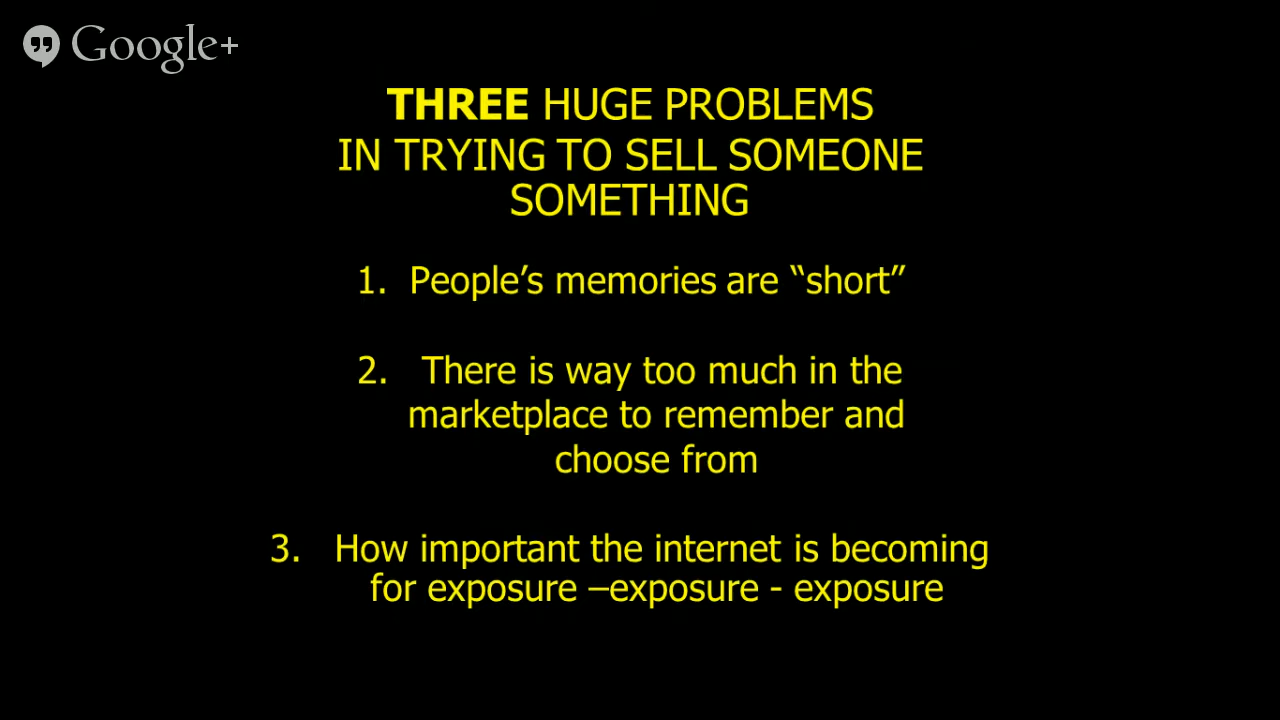 Google+
THREE HUGE PROBLEMS
IN TRYING TO SELL SOMEONE
SOMETHING
1. People’s memories are “short”
2. There is way too much in the
marketplace to remember and
choose from
3. How important the internet is becoming
for exposure –exposure - exposure